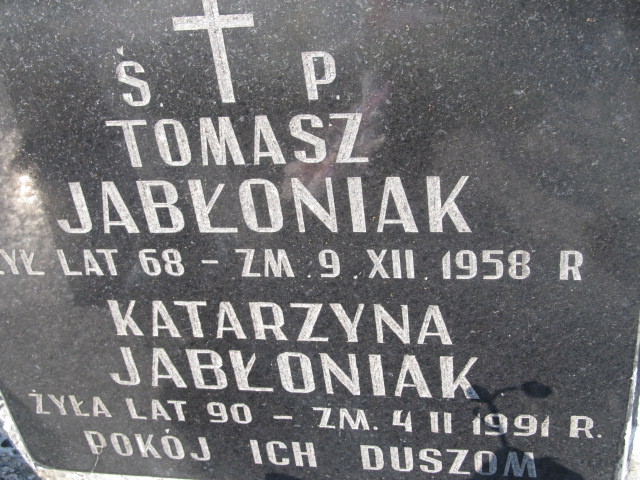 Ś. P.
TOMASZ
JABŁONIAK
ŻYŁ LAT 68 - ZM. 9. XII. 1958 R
KATARZYNA
JABŁONIAK
ŻYŁA LAT 90 - ZM. 4 II 1991 R.
POKÓJ ICH DUSZOM